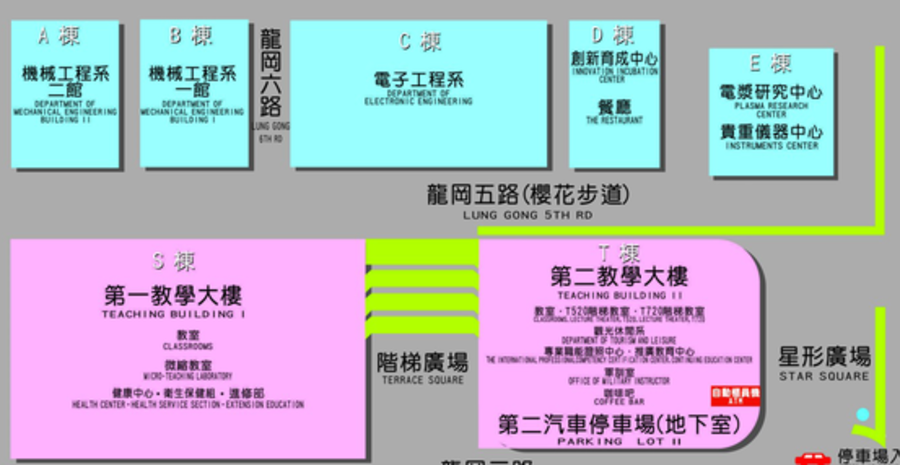 A 棟
機械工程系
二館
DEPARTMENT OF
MECHANICAL ENGINEERING
BUILDING II
B 棟
機械工程系
一館
DEPARTMENT OF
MECHANICAL ENGINEERING
BUILDING I
龍岡六路
LUNG GONG
6TH RD
C 棟
電子工程系
DEPARTMENT OF
ELECTRONIC ENGINEERING
D 棟
創新育成中心
INNOVATION INCUBATION
CENTER
餐廳
THE RESTAURANT
E 棟
電漿研究中心
PLASMA RESEARCH
CENTER
貴重儀器中心
INSTRUMENTS CENTER
龍岡五路(櫻花步道)
LUNG GONG 5TH RD
S 棟
第一教學大樓
TEACHING BUILDING I
教室
CLASSROOMS
微縮教室
MICRO-TEACHING LABORATORY
健康中心・衛生保健組・進修部
HEALTH CENTER・HEALTH SERVICE SECTION・EXTENSION EDUCATION
階梯廣場
TERRACE SQUARE
T 棟
第二教學大樓
TEACHING BUILDING II
教室・T520階梯教室・T720階梯教室
CLASSROOMS, LECTURE THEATER, T520, LECTURE THEATER, T720
觀光休閒系
DEPARTMENT OF TOURISM AND LEISURE
專業職能證照中心・推廣教育中心
THE INTERNATIONAL PROFESSIONAL COMPETENCY CERTIFICATION CENTER, CONTINUING EDUCATION CENTER
軍訓室
OFFICE OF MILITARY INSTRUCTOR
咖啡吧
COFFEE BAR
自動櫃員機
ATM
第二汽車停車場(地下室)
PARKING LOT II
星形廣場
STAR SQUARE
停車場入